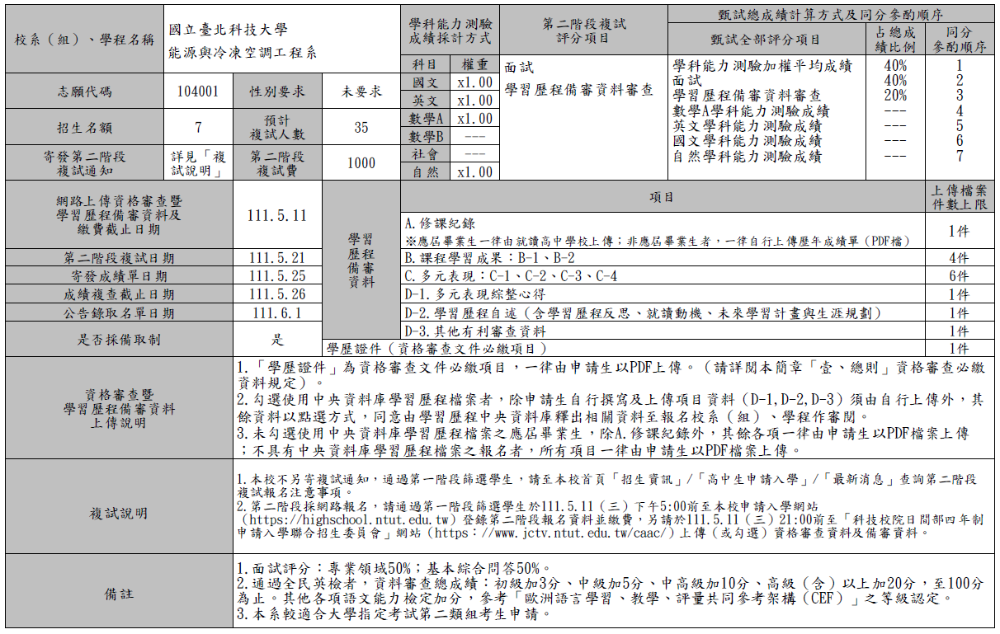 校系（組）、學程名稱
國立臺北科技大學
能源與冷凍空調工程系
學科能力測驗
成績採計方式
第二階段複試
評分項目
甄試總成績計算方式及同分參酌順序
甄試全部評分項目
占總成
績比例
同分
參酌順序
科目
權重
國文
x1.00
英文
x1.00
數學A
x1.00
數學B
---
社會
---
自然
x1.00
面試
學習歷程備審資料審查
學科能力測驗加權平均成績
40%
1
面試
40%
2
學習歷程備審資料審查
20%
3
數學A學科能力測驗成績
---
4
英文學科能力測驗成績
---
5
國文學科能力測驗成績
---
6
自然學科能力測驗成績
---
7
志願代碼
104001
性別要求
未要求
招生名額
7
預計
複試人數
35
寄發第二階段
複試通知
詳見「複
試說明」
第二階段
複試費
1000
網路上傳資格審查暨
學習歷程備審資料及
繳費截止日期
111.5.11
第二階段複試日期
111.5.21
寄發成績單日期
111.5.25
成績複查截止日期
111.5.26
公告錄取名單日期
111.6.1
是否採備取制
是
學習
歷程
備審
資料
項目
上傳檔案
件數上限
A.修課紀錄
※應屆畢業生一律由就讀高中學校上傳；非應屆畢業生者，一律自行上傳歷年成績單（PDF檔）
1件
B.課程學習成果：B-1、B-2
4件
C.多元表現：C-1、C-2、C-3、C-4
6件
D-1.多元表現綜整心得
1件
D-2.學習歷程自述（含學習歷程反思、就讀動機、未來學習計畫與生涯規劃）
1件
D-3.其他有利審查資料
1件
學歷證件（資格審查文件必繳項目）
1件
資格審查暨
學習歷程備審資料
上傳說明
1.「學歷證件」為資格審查文件必繳項目，一律由申請生以PDF上傳。（請詳閱本簡章「壹、總則」資格審查必繳
資料規定）。
2.勾選使用中央資料庫學習歷程檔案者，除申請生自行撰寫及上傳項目資料（D-1,D-2,D-3）須由自行上傳外，其
餘資料以點選方式，同意由學習歷程中央資料庫釋出相關資料至報名校系（組）、學程作審閱。
3.未勾選使用中央資料庫學習歷程檔案之應屆畢業生，除A.修課紀錄外，其餘各項一律由申請生以PDF檔案上傳
；不具有中央資料庫學習歷程檔案之報名者，所有項目一律由申請生以PDF檔案上傳。
複試說明
1.本校不另寄複試通知，通過第一階段篩選學生，請至本校首頁「招生資訊」/「高中生申請入學」/「最新消息」查詢第二階段
複試報名注意事項。
2.第二階段採網路報名，請通過第一階段篩選學生於111.5.11（三）下午5:00前至本校申請入學網站
（https://highschool.ntut.edu.tw）登錄第二階段報名資料並繳費，另請於111.5.11（三）21:00前至「科技校院日間部四年制
申請入學聯合招生委員會」網站（https：//www.jctv.ntut.edu.tw/caac/）上傳（或勾選）資格審查資料及備審資料。
備註
1.面試評分：專業領域50%；基本綜合問答50%。
2.通過全民英檢者，資料審查總成績：初級加3分、中級加5分、中高級加10分、高級（含）以上加20分，至100分
為止。其他各項語文能力檢定加分，參考「歐洲語言學習、教學、評量共同參考架構（CEF）」之等級認定。
3.本系較適合大學指定考試第二類組考生申請。